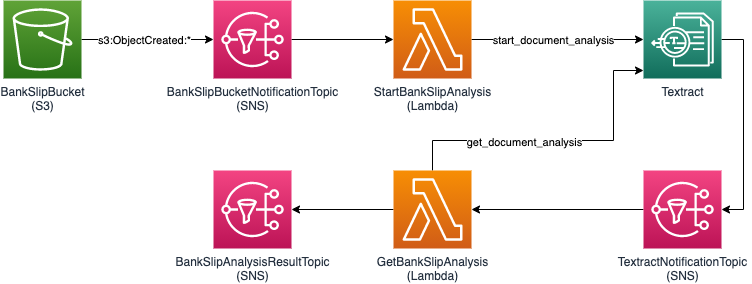 s3:ObjectCreated:*
start_document_analysis
BankSlipBucket
(S3)
BankSlipBucketNotificationTopic
(SNS)
StartBankSlipAnalysis
(Lambda)
Textract
get_document_analysis
BankSlipAnalysisResultTopic
(SNS)
GetBankSlipAnalysis
(Lambda)
TextractNotificationTopic
(SNS)